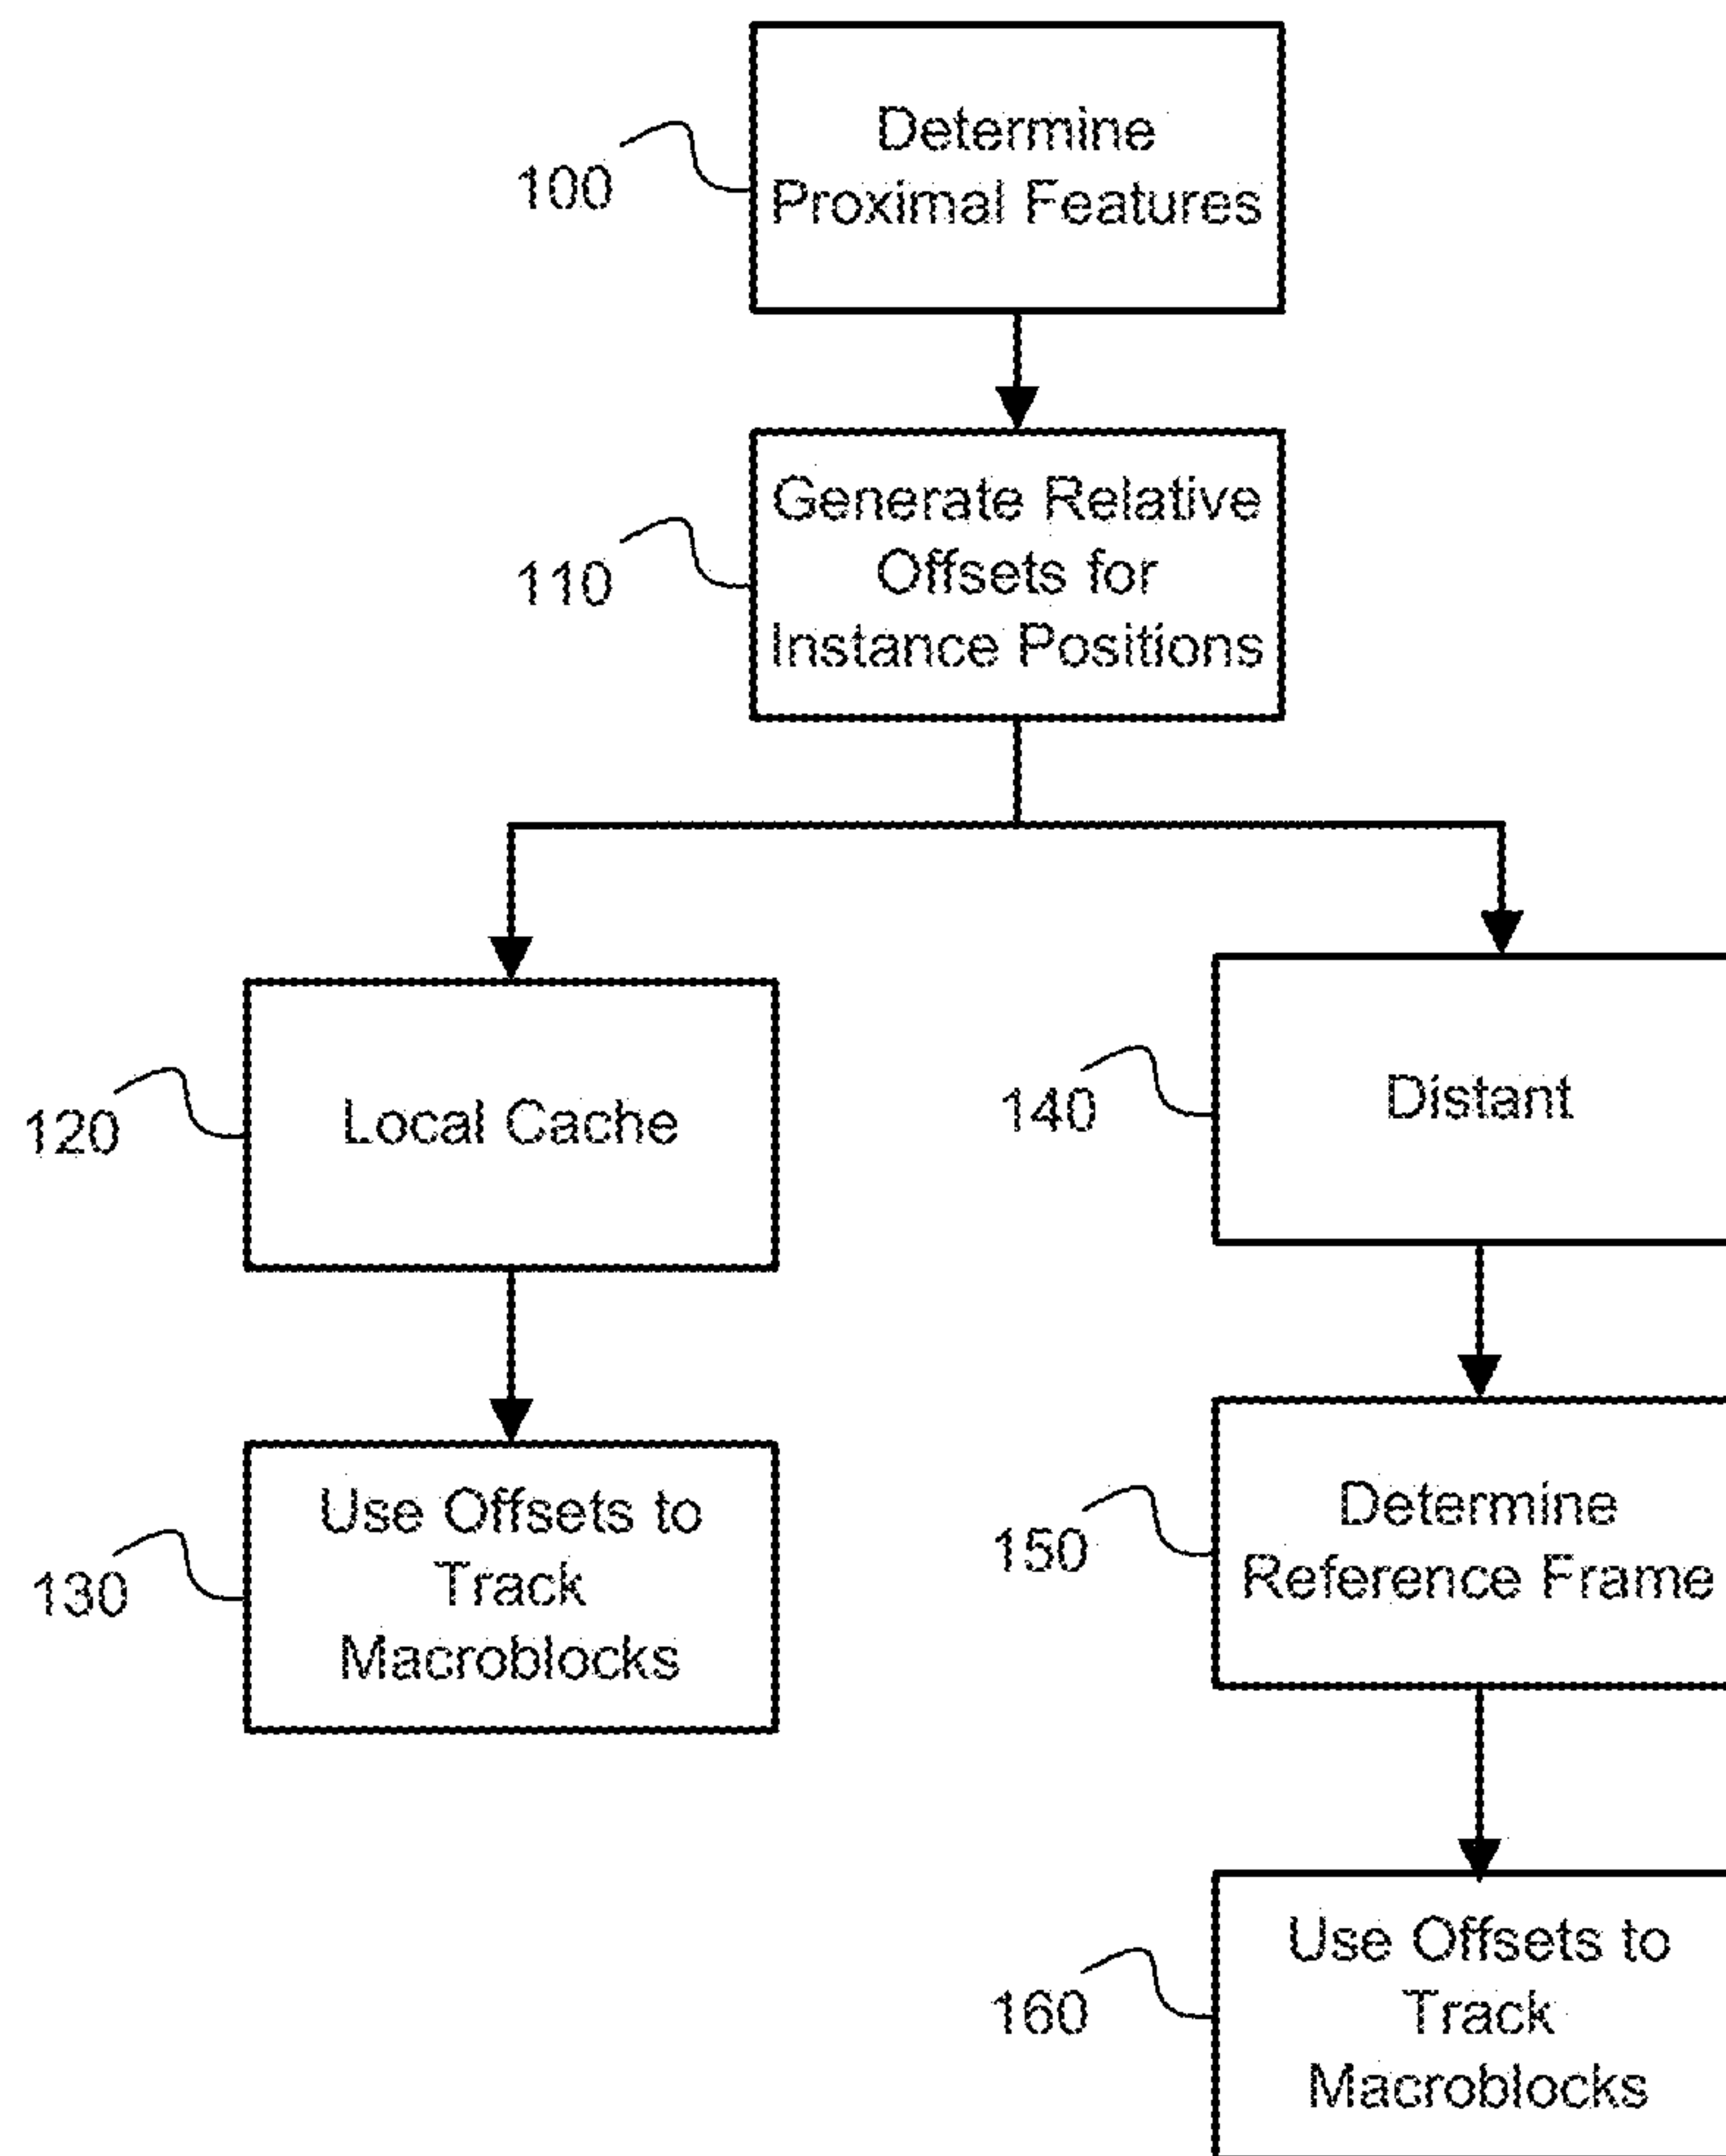 100
Determine
Proximal Features
110
Generate Relative
Offsets for
Instance Positions
120
Local Cache
140
Distant
130
Use Offsets to
Track
Macroblocks
150
Determine
Reference Frame
160
Use Offsets to
Track
Macroblocks